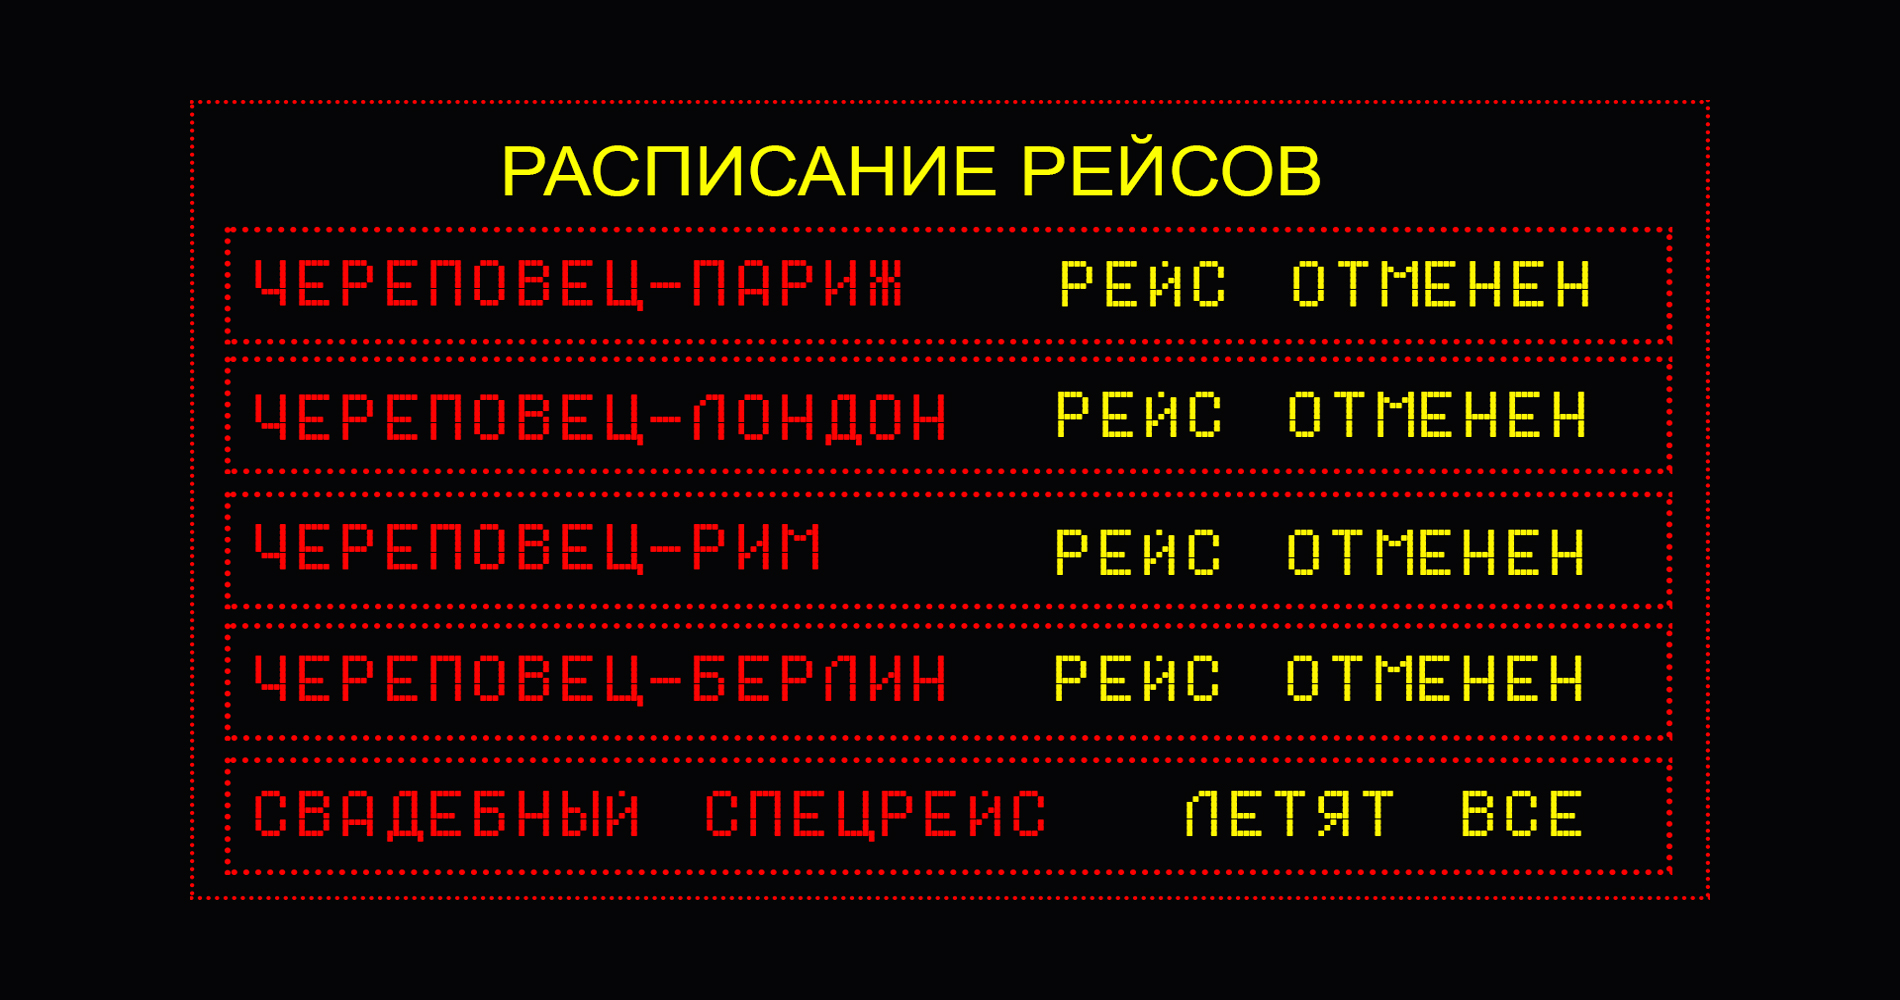 РАСПИСАНИЕ РЕЙСОВ
ЧЕРЕПОВЕЦ-ПАРИЖ РЕЙС ОТМЕНЕН
ЧЕРЕПОВЕЦ-ЛОНДОН РЕЙС ОТМЕНЕН
ЧЕРЕПОВЕЦ-РИМ РЕЙС ОТМЕНЕН
ЧЕРЕПОВЕЦ-БЕРЛИН РЕЙС ОТМЕНЕН
СВАДЕБНЫЙ СПЕЦРЕЙС ЛЕТЯТ ВСЕ